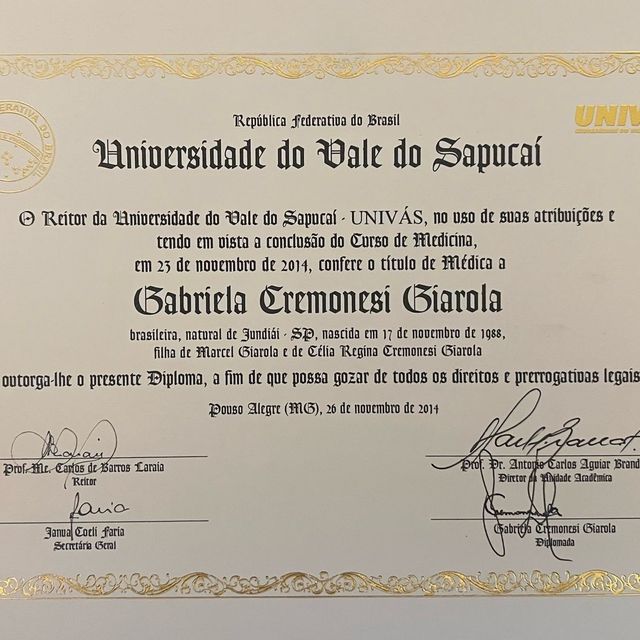 República Federativa do Brasil
UNIV
Universidade do Vale do Sapucaí
O Reitor da Universidade do Vale do Sapucaí - UNIVÁS, no uso de suas atribuições e
tendo em vista a conclusão do Curso de Medicina,
em 23 de novembro de 2014, confere o título de Médica a
Gabriela Cremonesi Giarola
brasileira, natural de Jundiái - SP, nascida em 17 de novembro de 1988,
filha de Marcel Giarola e de Célia Regina Cremonesi Giarola
outorga-lhe o presente Diploma, a fim de que possa gozar de todos os direitos e prerrogativas legais
Pouso Alegre (MG), 26 de novembro de 2014
Prof. Me. Carlos de Barros Laraia
Reitor
Prof. Dr. Antonio Carlos Aguiar Brand
Diretor da Unidade Acadêmica
Janua Coeli Faria
Secretária Geral
Gabriela Cremonesi Giarola
Diplomada